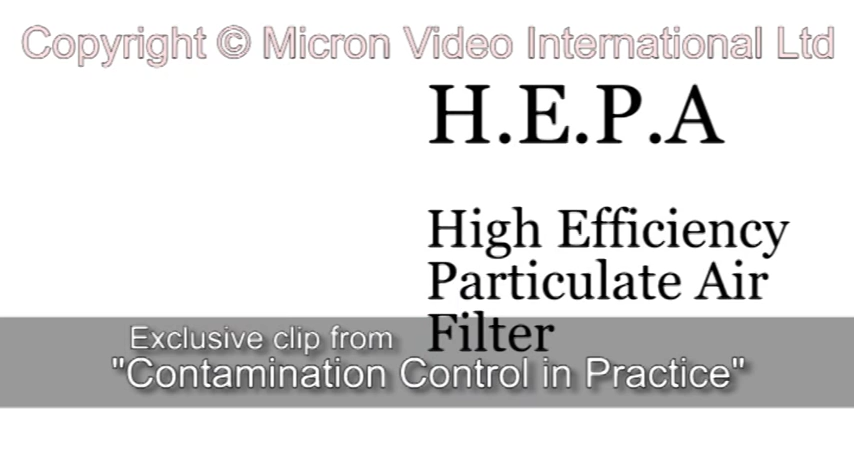 Copyright © Micron Video International Ltd
H.E.P.A
High Efficiency
Particulate Air
Filter
Exclusive clip from
"Contamination Control in Practice"